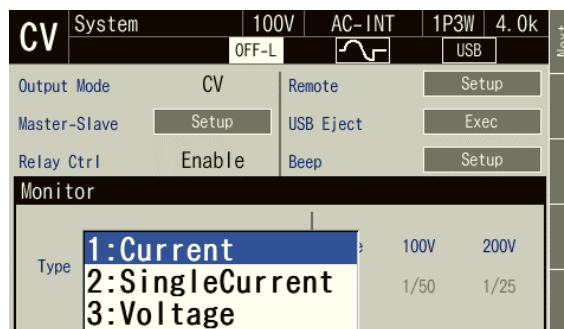 CV System 100V AC-INT 1P3W 4.0k
OFF-L USB
Next
Output Mode CV Remote Setup
Master-Slave Setup USB Eject Exec
Relay Ctrl Enable Beep Setup
Monitor
1:Current 100V 200V
Type
2:SingleCurrent 1/50 1/25
3:Voltage